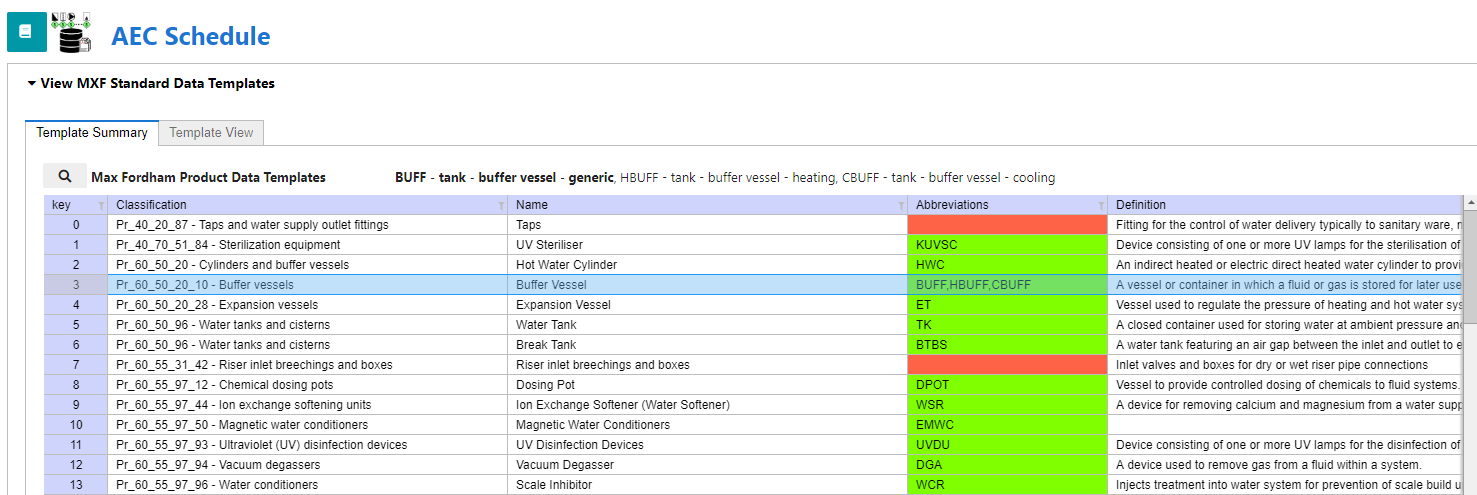 AEC Schedule
View MXF Standard Data Templates
Template Summary Template View
Max Fordham Product Data Templates BUFF - tank - buffer vessel - generic, HBUFF - tank - buffer vessel - heating, CBUFF - tank - buffer vessel - cooling
key Classification Name Abbreviations Definition
0 Pr_40_20_87 - Taps and water supply outlet fittings Taps Fitting for the control of water delivery typically to sanitary ware,
1 Pr_40_70_51_84 - Sterilization equipment UV Steriliser KUVSC Device consisting of one or more UV lamps for the sterilisation of
2 Pr_60_50_20 - Cylinders and buffer vessels Hot Water Cylinder HWC An indirect heated or electric direct heated water cylinder to provi
3 Pr_60_50_20_10 - Buffer vessels Buffer Vessel BUFF,HBUFF,CBUFF A vessel or container in which a fluid or gas is stored for later use
4 Pr_60_50_20_28 - Expansion vessels Expansion Vessel ET Vessel used to regulate the pressure of heating and hot water sys
5 Pr_60_50_96 - Water tanks and cisterns Water Tank TK A closed container used for storing water at ambient pressure and
6 Pr_60_50_96 - Water tanks and cisterns Break Tank BTBS A water tank featuring an air gap between the inlet and outlet to e
7 Pr_60_55_31_42 - Riser inlet breechings and boxes Riser inlet breechings and boxes Inlet valves and boxes for dry or wet riser pipe connections
8 Pr_60_55_97_12 - Chemical dosing pots Dosing Pot DPOT Vessel to provide controlled dosing of chemicals to fluid systems.
9 Pr_60_55_97_44 - Ion exchange softening units Ion Exchange Softener (Water Softener) WSR A device for removing calcium and magnesium from a water supp
10 Pr_60_55_97_50 - Magnetic water conditioners Magnetic Water Conditioners EMWC
11 Pr_60_55_97_93 - Ultraviolet (UV) disinfection devices UV Disinfection Devices UVDU Device consisting of one or more UV lamps for the disinfection of
12 Pr_60_55_97_94 - Vacuum degassers Vacuum Degasser DGA A device used to remove gas from a fluid within a system.
13 Pr_60_55_97_96 - Water conditioners Scale Inhibitor WCR Injects treatment into water system for prevention of scale build u